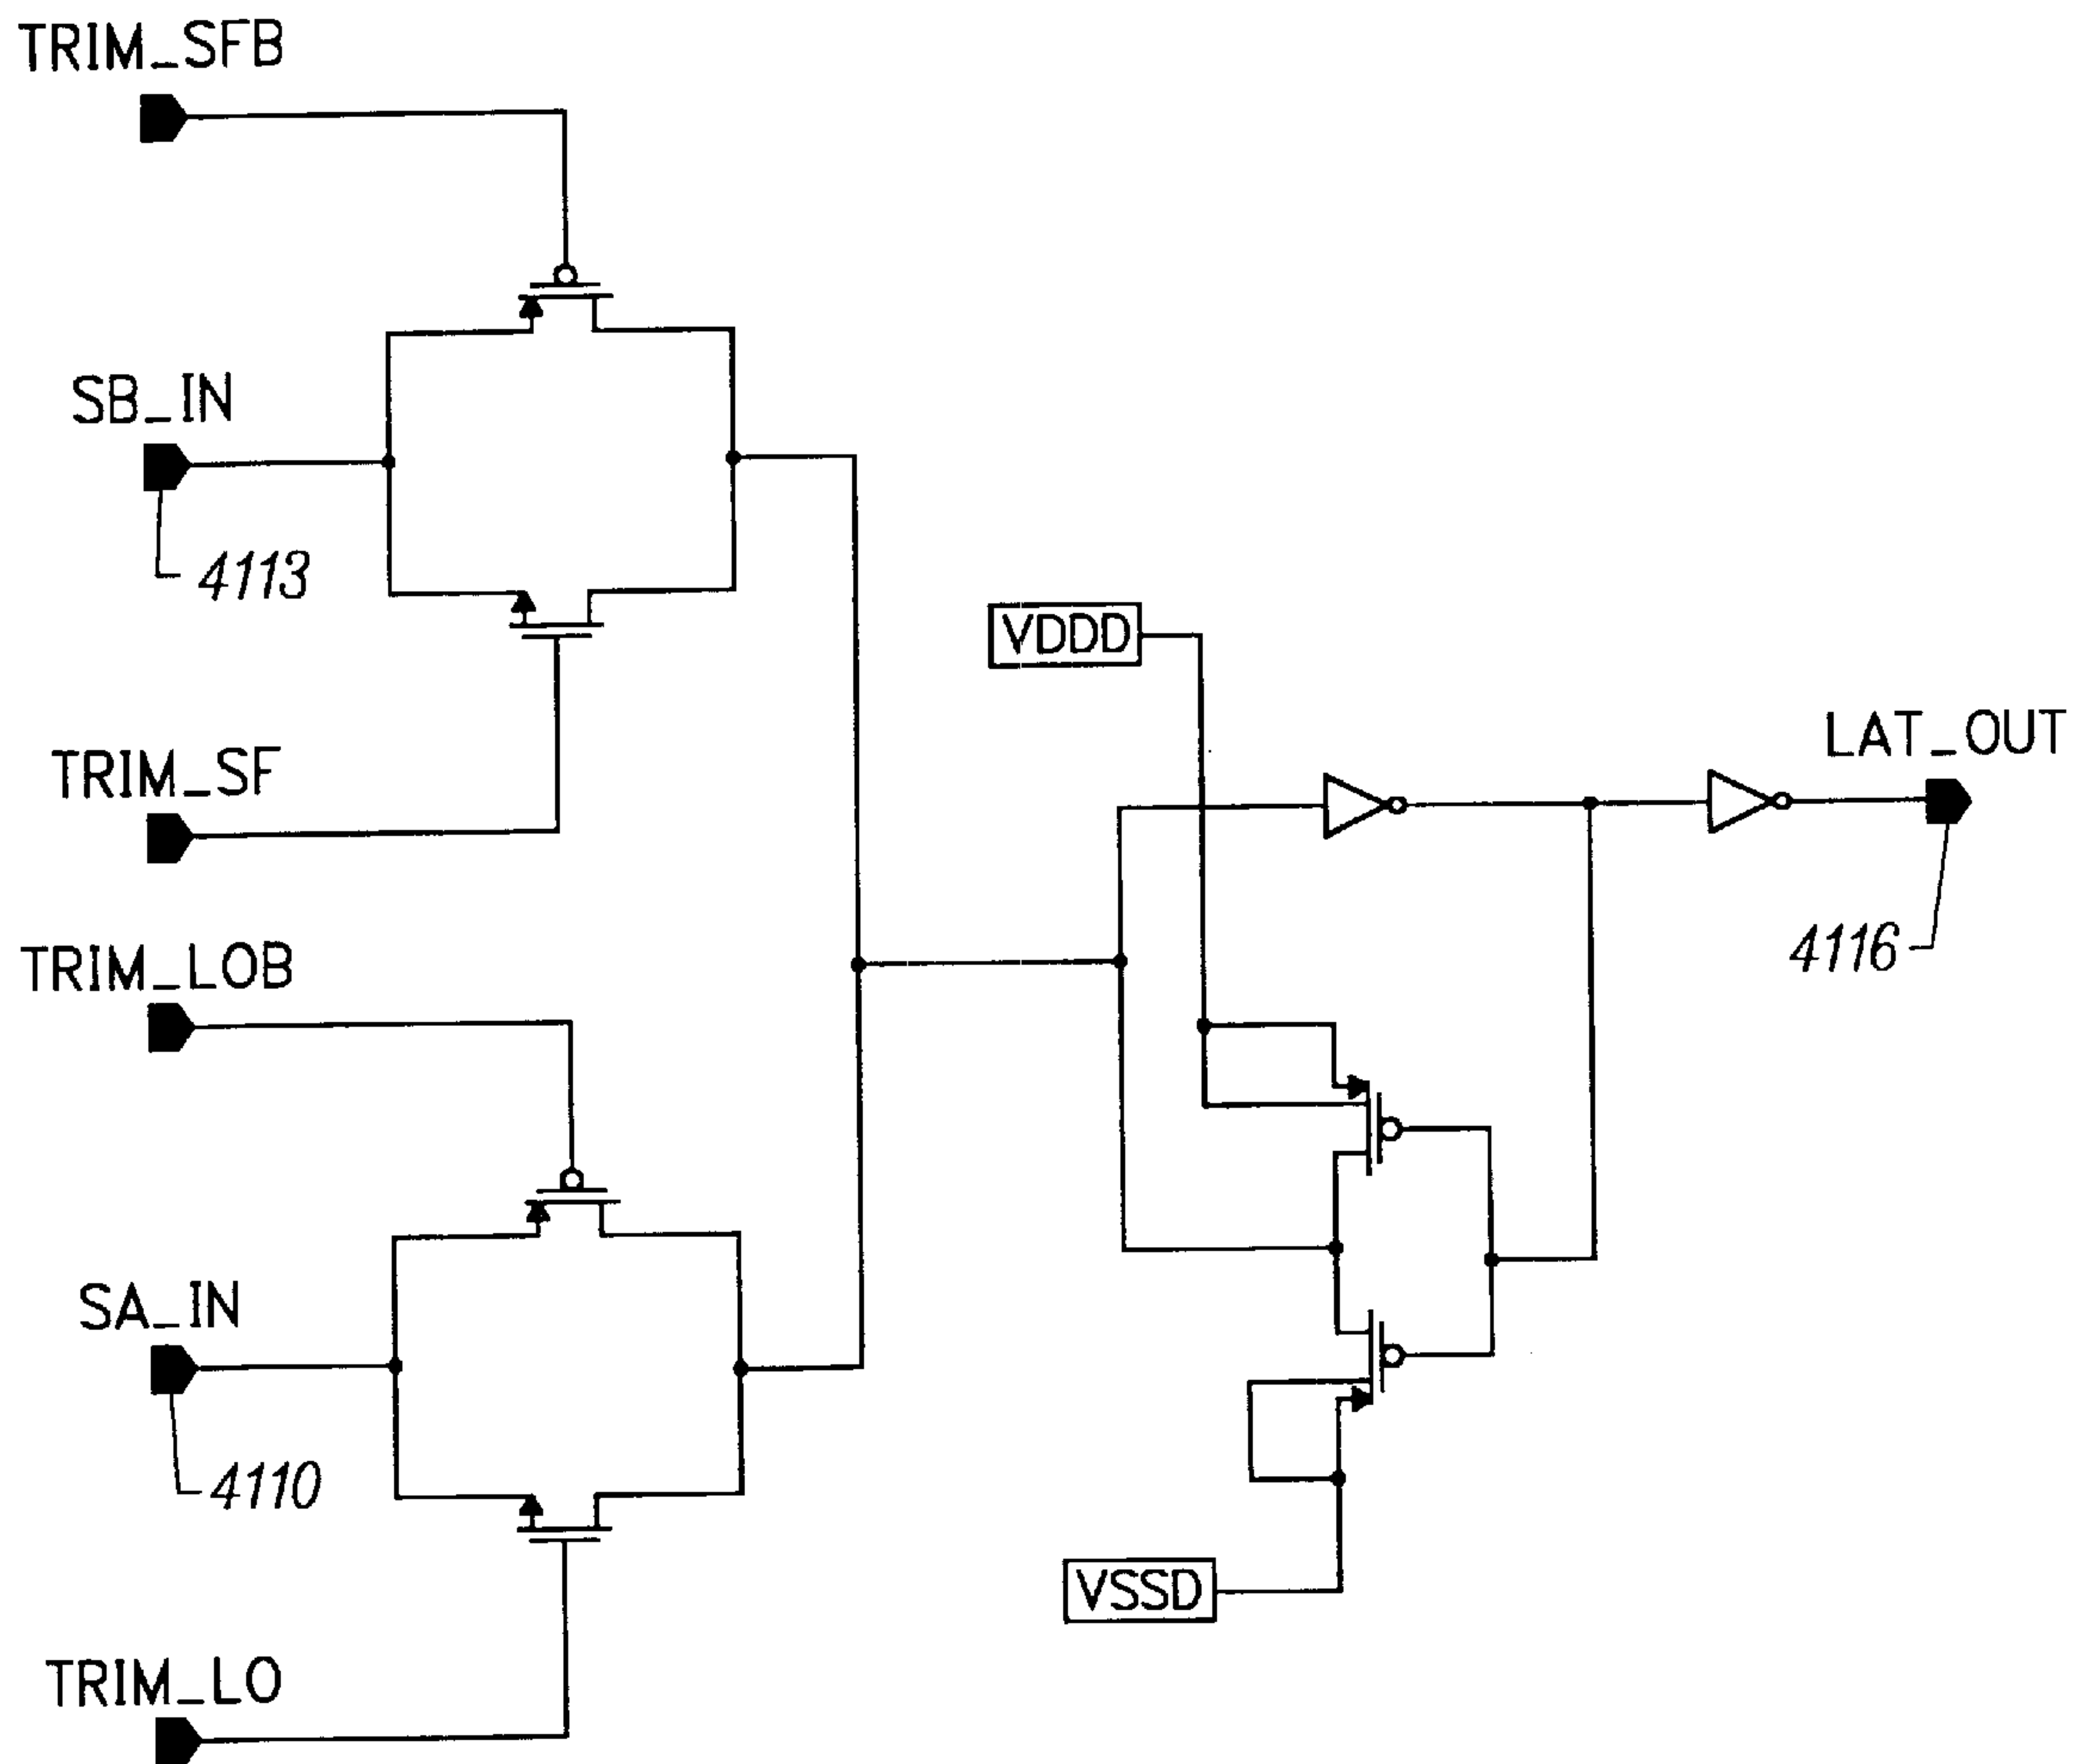 TRIM_SFB
SB_IN
4113
TRIM_SF
VDDD
LAT_OUT
4116
TRIM_LOB
SA_IN
4110
VSSD
TRIM_LO